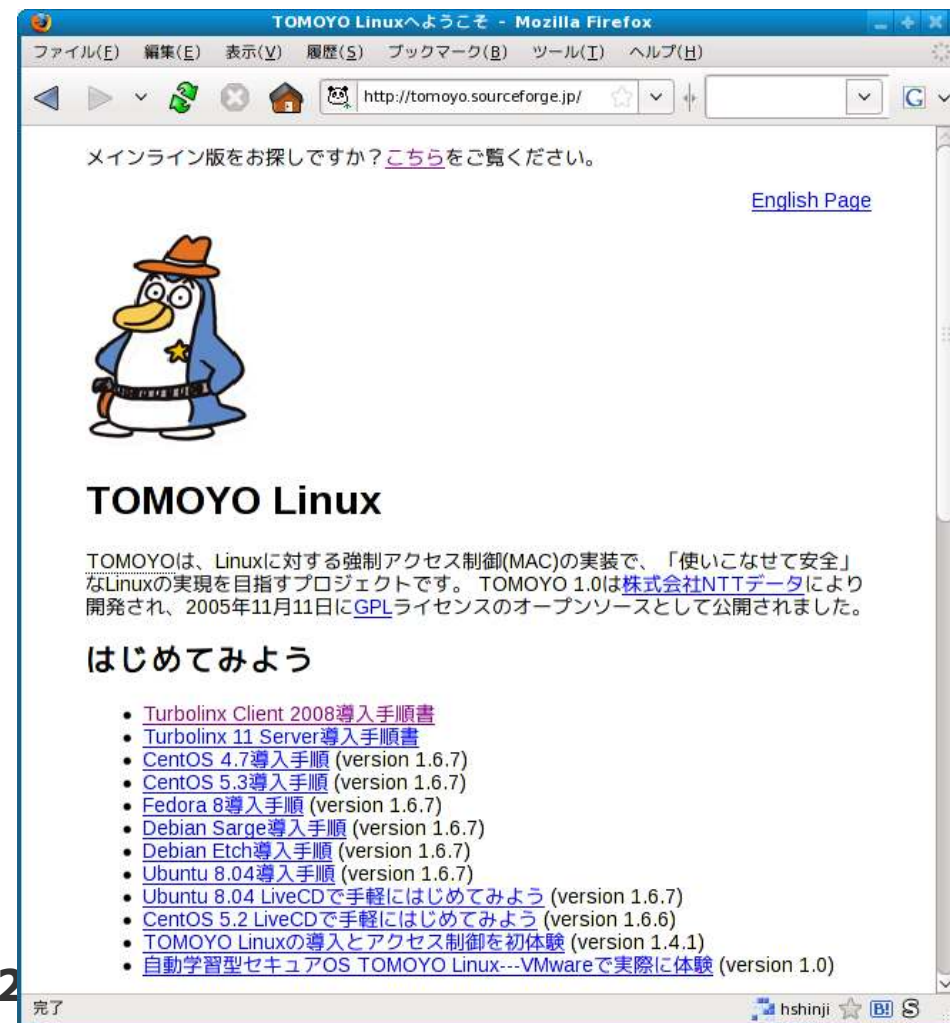 TOMOYO Linuxへようこそ - Mozilla Firefox
ファイル(F) 編集(E) 表示(V) 履歴(S) ブックマーク(B) ツール(T) ヘルプ(H)
http://tomoyo.sourceforge.jp/
G
メインライン版をお探しですか?こちらをご覧ください。
English Page
TOMOYO Linux
TOMOYOは、Linuxに対する強制アクセス制御(MAC)の実装で、「使いこなせて安全」
なLinuxの実現を目指すプロジェクトです。 TOMOYO 1.0は株式会社NTTデータにより
開発され、2005年11月11日にGPLライセンスのオープンソースとして公開されました。
はじめてみよう
Turbolinx Client 2008導入手順書
Turbolinx 11 Server導入手順書
CentOS 4.7導入手順 (version 1.6.7)
CentOS 5.3導入手順 (version 1.6.7)
Fedora 8導入手順 (version 1.6.7)
Debian Sarge導入手順 (version 1.6.7)
Debian Etch導入手順 (version 1.6.7)
Ubuntu 8.04導入手順 (version 1.6.7)
Ubuntu 8.04 LiveCDで手軽にはじめてみよう (version 1.6.7)
CentOS 5.2 LiveCDで手軽にはじめてみよう (version 1.6.6)
TOMOYO Linuxの導入とアクセス制御を初体験 (version 1.4.1)
自動学習型セキュアOS TOMOYO Linux---VMwareで実際に体験 (version 1.0)
2
完了 hshinji B! S